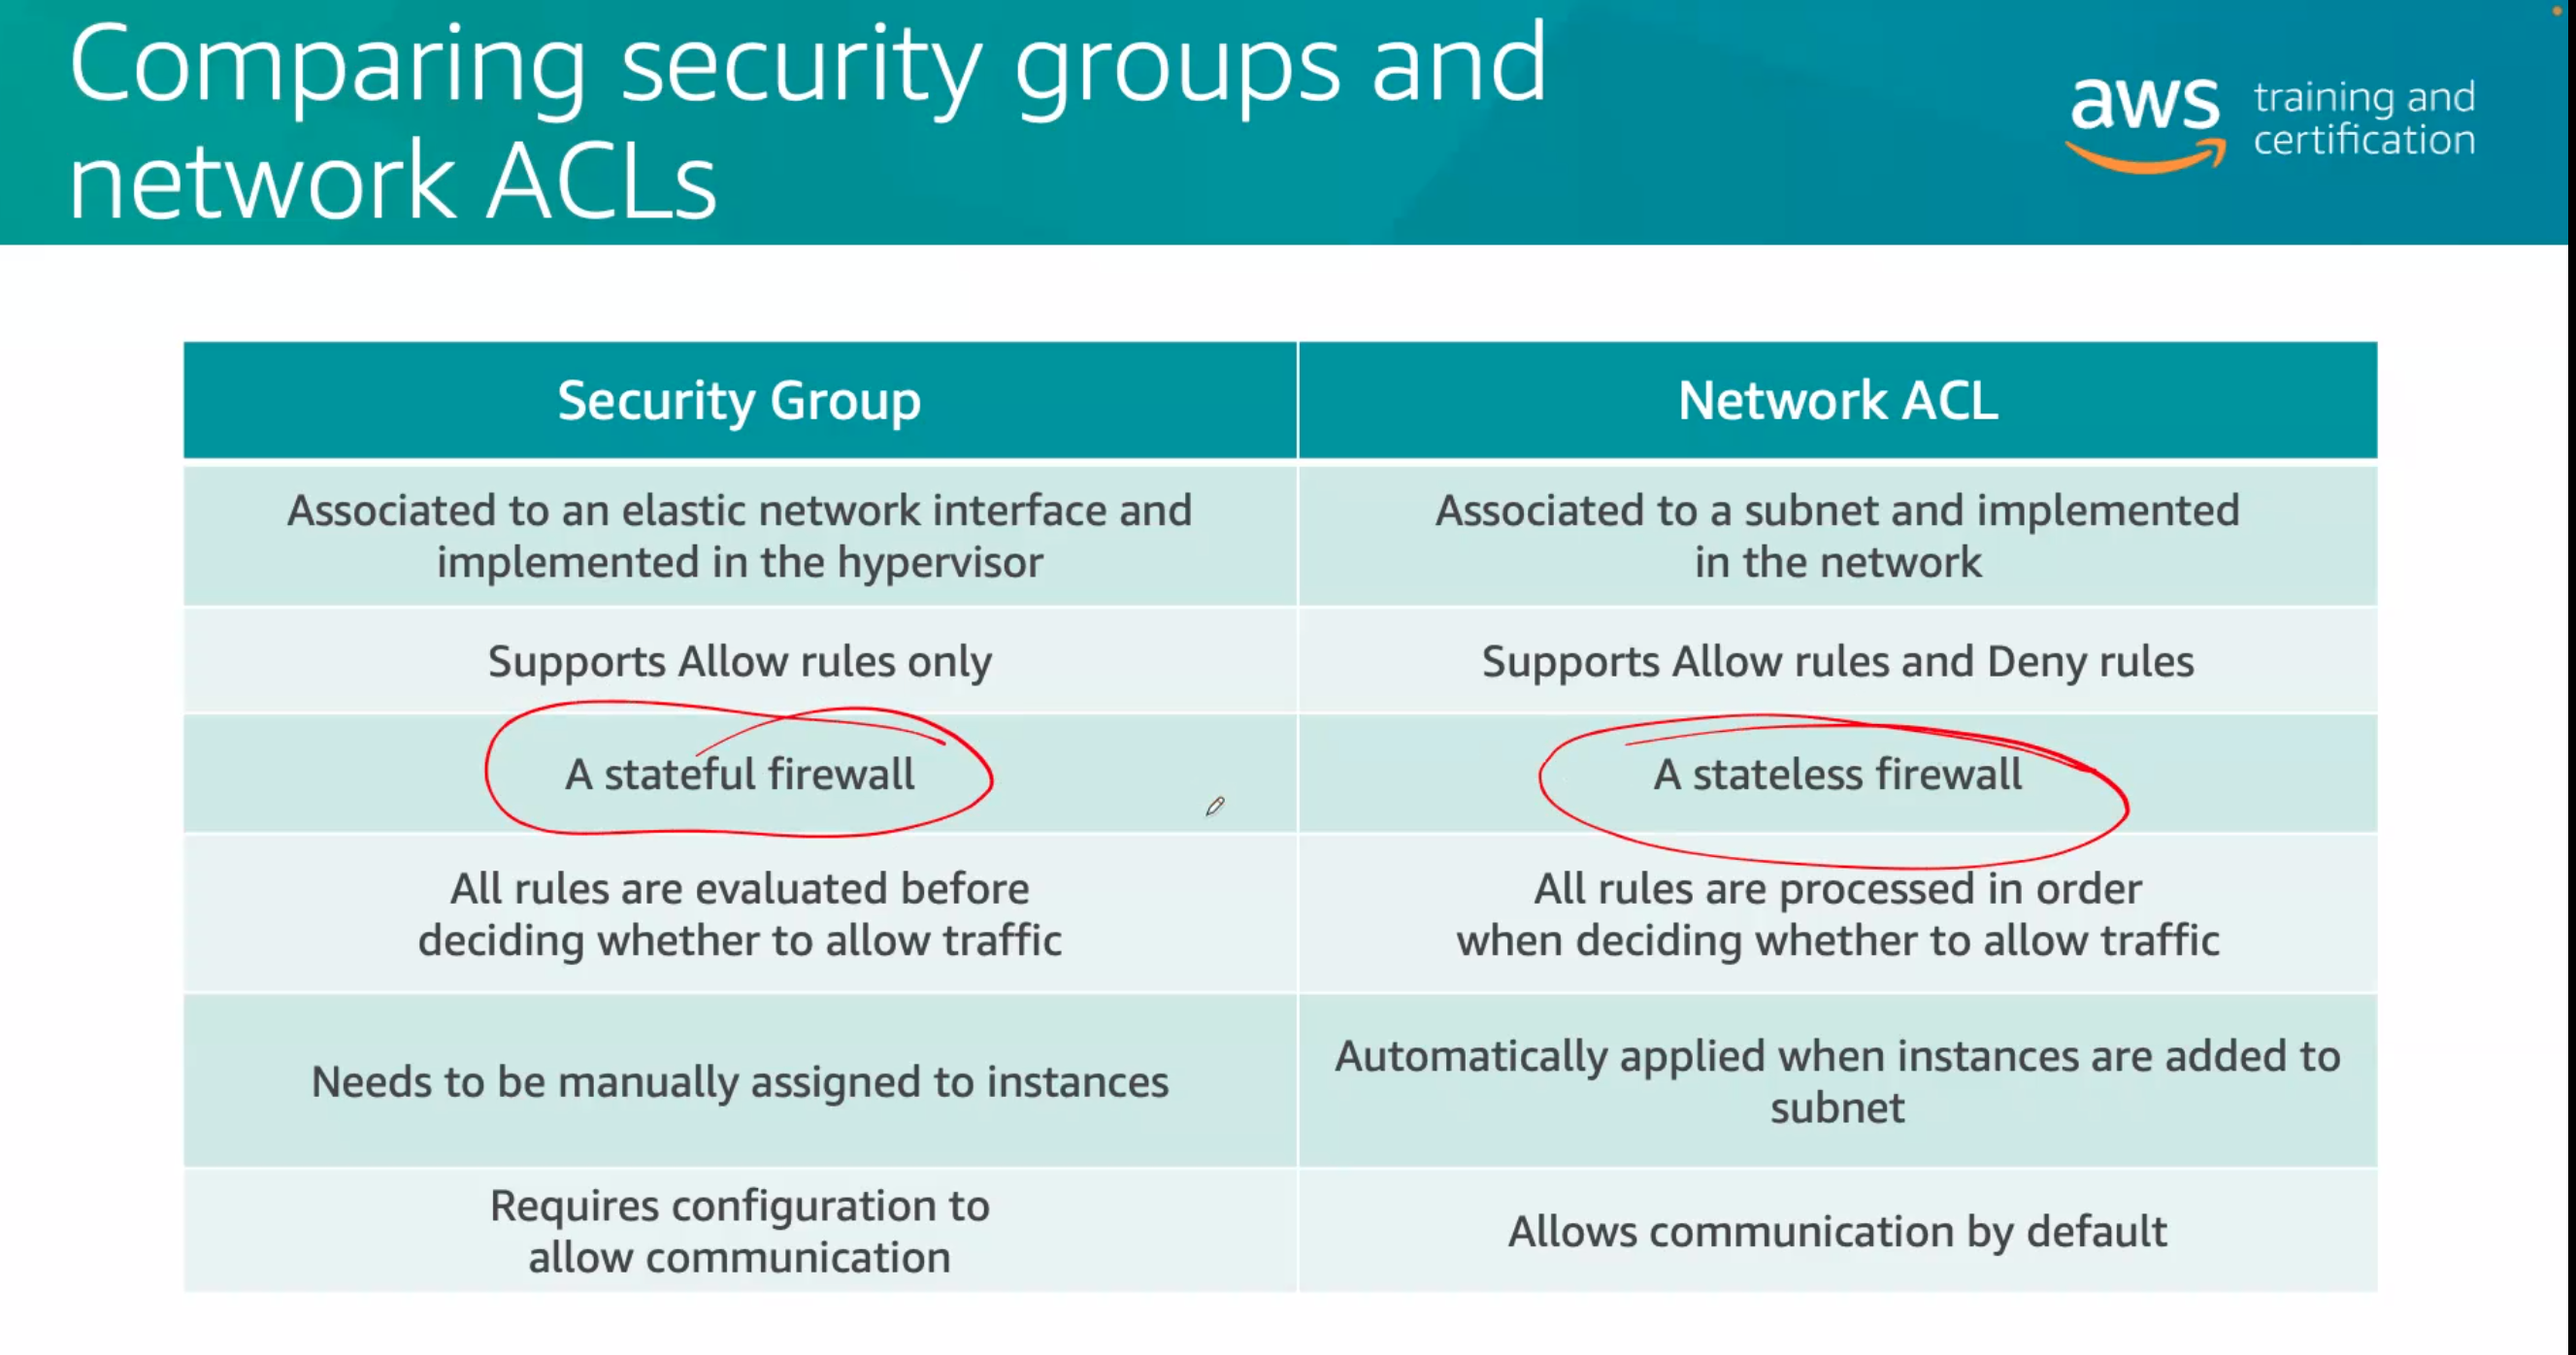 Comparing security groups and
network ACLs
aws training and
certification
Security Group
Network ACL
Associated to an elastic network interface and
implemented in the hypervisor
Associated to a subnet and implemented
in the network
Supports Allow rules only
Supports Allow rules and Deny rules
A stateful firewall
A stateless firewall
All rules are evaluated before
deciding whether to allow traffic
All rules are processed in order
when deciding whether to allow traffic
Needs to be manually assigned to instances
Automatically applied when instances are added to
subnet
Requires configuration to
allow communication
Allows communication by default